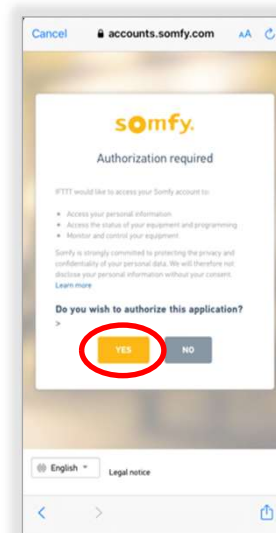 Cancel accounts.somfy.com AA
somfy.
Authorization required
IFTTT would like to access your Somfy account to:
Access your personal information
Access the status of your equipment and programming
Monitor and control your equipment
Somfy is strongly committed to protecting the privacy and
confidentiality of your personal data. We will therefore not
disclose your personal information without your consent.
Learn more
Do you wish to authorize this application?
>
YES NO
English Legal notice